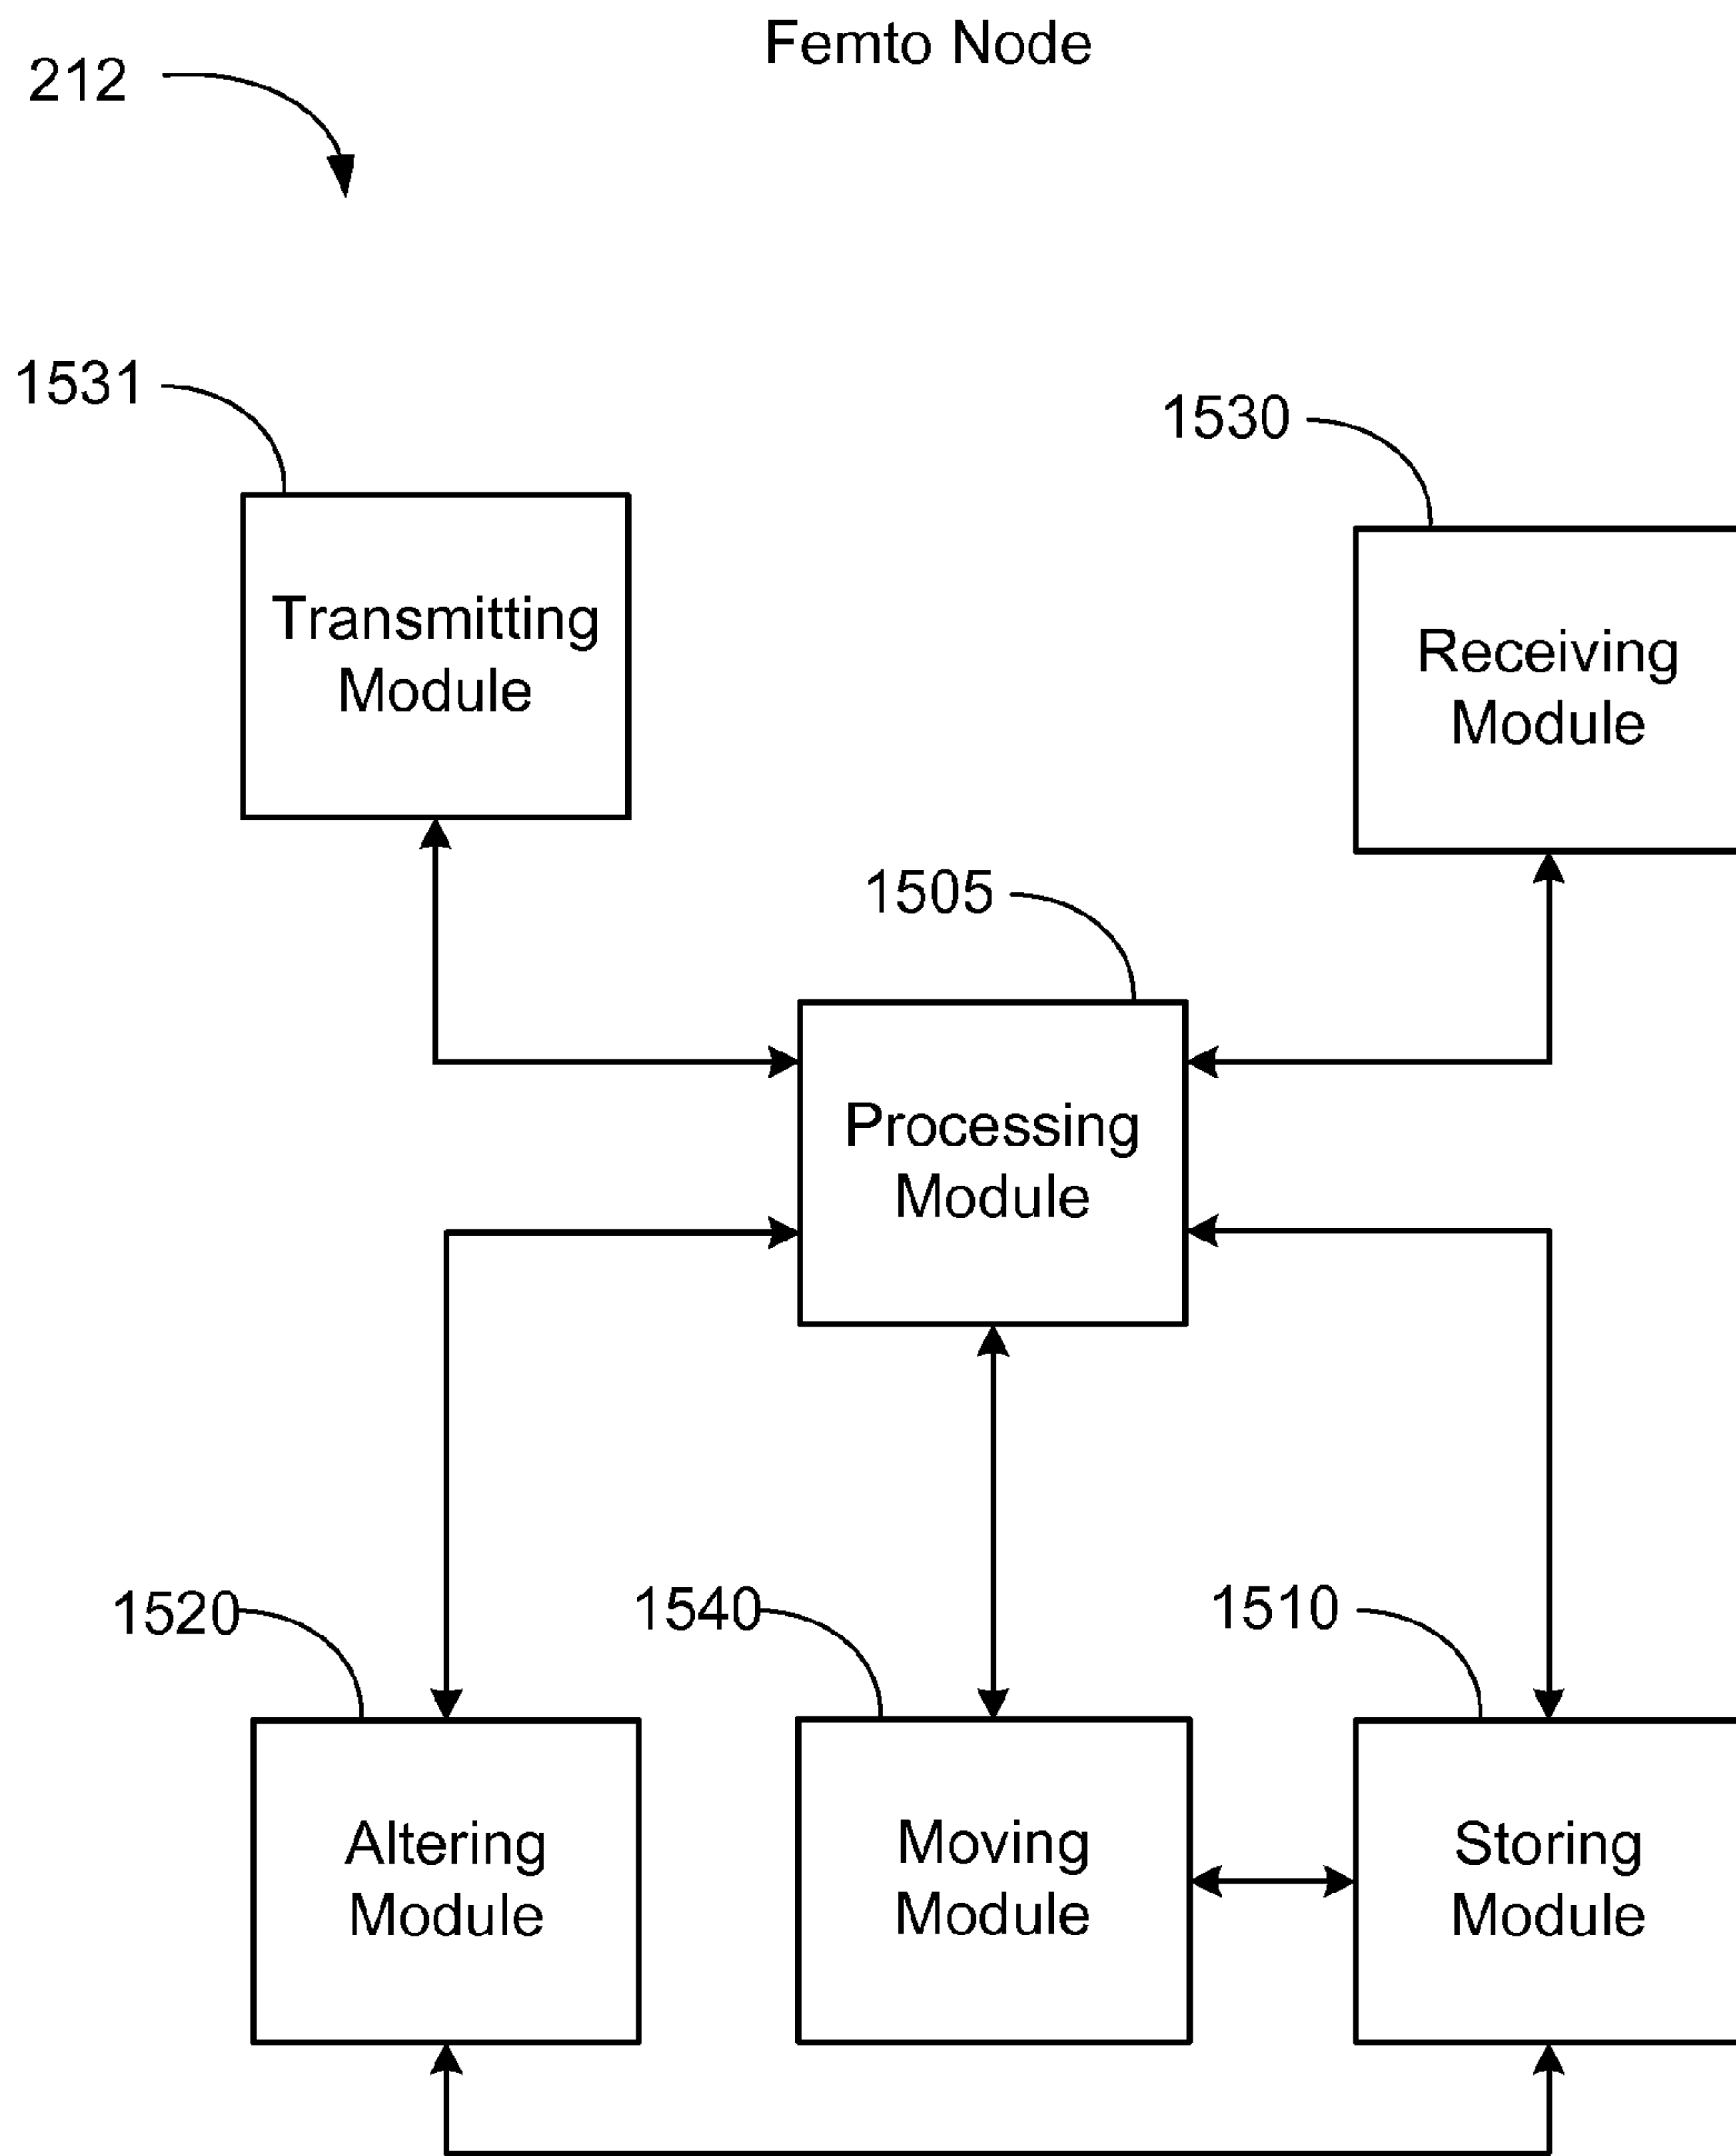 Femto Node
212
1531
1530
Transmitting
Module
Receiving
Module
1505
Processing
Module
1520
1540
1510
Altering
Module
Moving
Module
Storing
Module